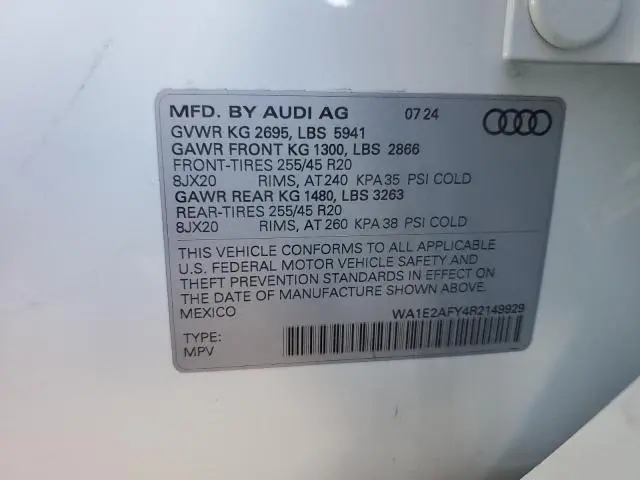 MFD. BY AUDI AG 07 24
GVWR KG 2695, LBS 5941
GAWR FRONT KG 1300, LBS 2866
FRONT-TIRES 255/45 R20
8JX20 RIMS, AT 240 KPA 35 PSI COLD
GAWR REAR KG 1480, LBS 3263
REAR-TIRES 255/45 R20
8JX20 RIMS, AT 260 KPA 38 PSI COLD
THIS VEHICLE CONFORMS TO ALL APPLICABLE
U.S. FEDERAL MOTOR VEHICLE SAFETY AND
THEFT PREVENTION STANDARDS IN EFFECT ON
THE DATE OF MANUFACTURE SHOWN ABOVE.
MEXICO WA1E2AFY4R2149929
TYPE:
MPV